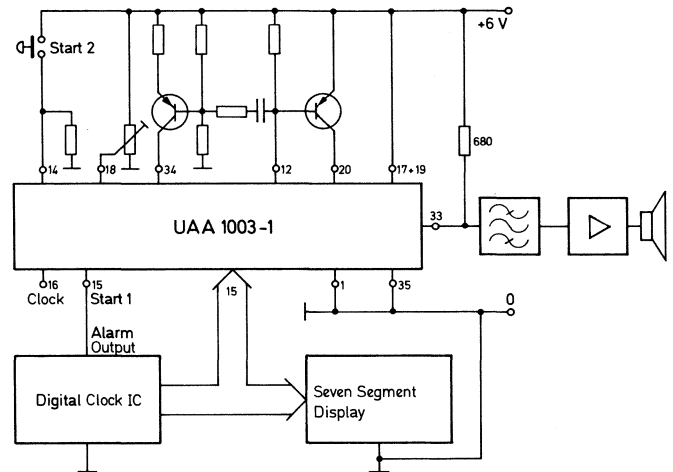 +6 V
Start 2
680
14
18
34
12
20
17+19
33
UAA 1003-1
16
15
15
1
35
Clock
Start 1
0
Alarm
Output
Digital Clock IC
Seven Segment
Display